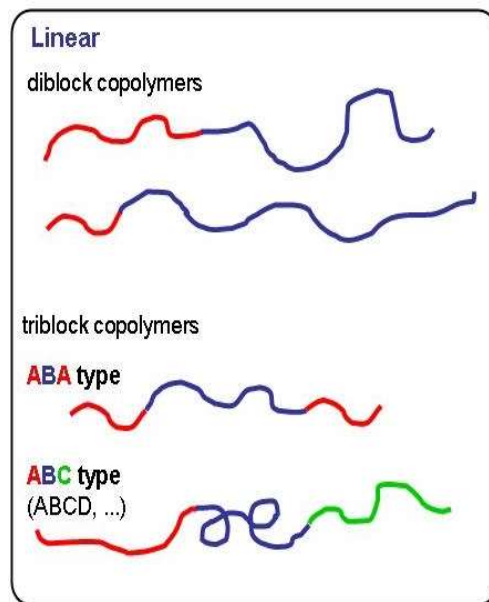 Linear
diblock copolymers
triblock copolymers
ABA type
ABC type
(ABCD, ...)